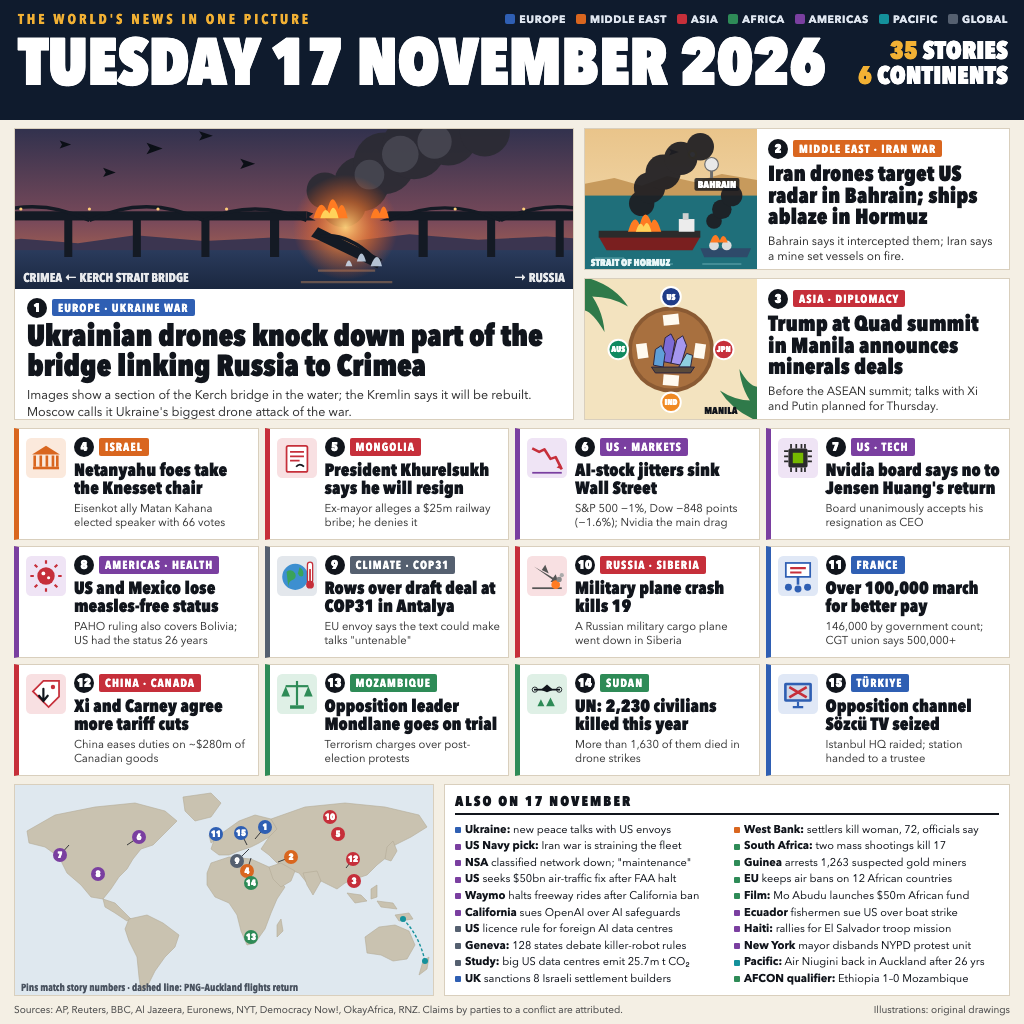 THE WORLD'S NEWS IN ONE PICTURE
EUROPE MIDDLE EAST ASIA AFRICA AMERICAS PACIFIC GLOBAL
TUESDAY 17 NOVEMBER 2026
35 STORIES
6 CONTINENTS
CRIMEA ← KERCH STRAIT BRIDGE
→ RUSSIA
1 EUROPE · UKRAINE WAR
Ukrainian drones knock down part of the
bridge linking Russia to Crimea
Images show a section of the Kerch bridge in the water; the Kremlin says it will be rebuilt.
Moscow calls it Ukraine's biggest drone attack of the war.
BAHRAIN
STRAIT OF HORMUZ
2 MIDDLE EAST · IRAN WAR
Iran drones target US
radar in Bahrain; ships
ablaze in Hormuz
Bahrain says it intercepted them; Iran says
a mine set vessels on fire.
US
AUS
JPN
IND
MANILA
3 ASIA · DIPLOMACY
Trump at Quad summit
in Manila announces
minerals deals
Before the ASEAN summit; talks with Xi
and Putin planned for Thursday.
4 ISRAEL
Netanyahu foes take
the Knesset chair
Eisenkot ally Matan Kahana
elected speaker with 66 votes
5 MONGOLIA
President Khurelsukh
says he will resign
Ex-mayor alleges a $25m railway
bribe; he denies it
6 US · MARKETS
AI-stock jitters sink
Wall Street
S&P 500 −1%, Dow −848 points
(−1.6%); Nvidia the main drag
7 US · TECH
Nvidia board says no to
Jensen Huang's return
Board unanimously accepts his
resignation as CEO
8 AMERICAS · HEALTH
US and Mexico lose
measles-free status
PAHO ruling also covers Bolivia;
US had the status 26 years
9 CLIMATE · COP31
Rows over draft deal at
COP31 in Antalya
EU envoy says the text could make
talks "untenable"
10 RUSSIA · SIBERIA
Military plane crash
kills 19
A Russian military cargo plane
went down in Siberia
11 FRANCE
Over 100,000 march
for better pay
146,000 by government count;
CGT union says 500,000+
12 CHINA · CANADA
Xi and Carney agree
more tariff cuts
China eases duties on ~$280m of
Canadian goods
13 MOZAMBIQUE
Opposition leader
Mondlane goes on trial
Terrorism charges over post-
election protests
14 SUDAN
UN: 2,230 civilians
killed this year
More than 1,630 of them died in
drone strikes
15 TÜRKIYE
Opposition channel
Sözcü TV seized
Istanbul HQ raided; station
handed to a trustee
10
11 15 1 5
6
7 9 2 12
8 4
14 3
13
Pins match story numbers · dashed line: PNG-Auckland flights return
ALSO ON 17 NOVEMBER
Ukraine: new peace talks with US envoys
US Navy pick: Iran war is straining the fleet
NSA classified network down; "maintenance"
US seeks $50bn air-traffic fix after FAA halt
Waymo halts freeway rides after California ban
California sues OpenAI over AI safeguards
US licence rule for foreign AI data centres
Geneva: 128 states debate killer-robot rules
Study: big US data centres emit 25.7m t CO₂
UK sanctions 8 Israeli settlement builders
West Bank: settlers kill woman, 72, officials say
South Africa: two mass shootings kill 17
Guinea arrests 1,263 suspected gold miners
EU keeps air bans on 12 African countries
Film: Mo Abudu launches $50m African fund
Ecuador fishermen sue US over boat strike
Haiti: rallies for El Salvador troop mission
New York mayor disbands NYPD protest unit
Pacific: Air Niugini back in Auckland after 26 yrs
AFCON qualifier: Ethiopia 1–0 Mozambique
Sources: AP, Reuters, BBC, Al Jazeera, Euronews, NYT, Democracy Now!, OkayAfrica, RNZ. Claims by parties to a conflict are attributed.
Illustrations: original drawings